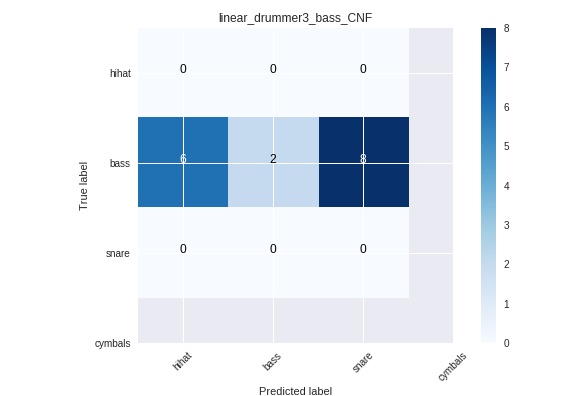 linear_drummer3_bass_CNF
hihat
0 0 0
bass
6 2 8
snare
0 0 0
cymbals
hihat bass snare cymbals
True label
Predicted label
8
7
6
5
4
3
2
1
0